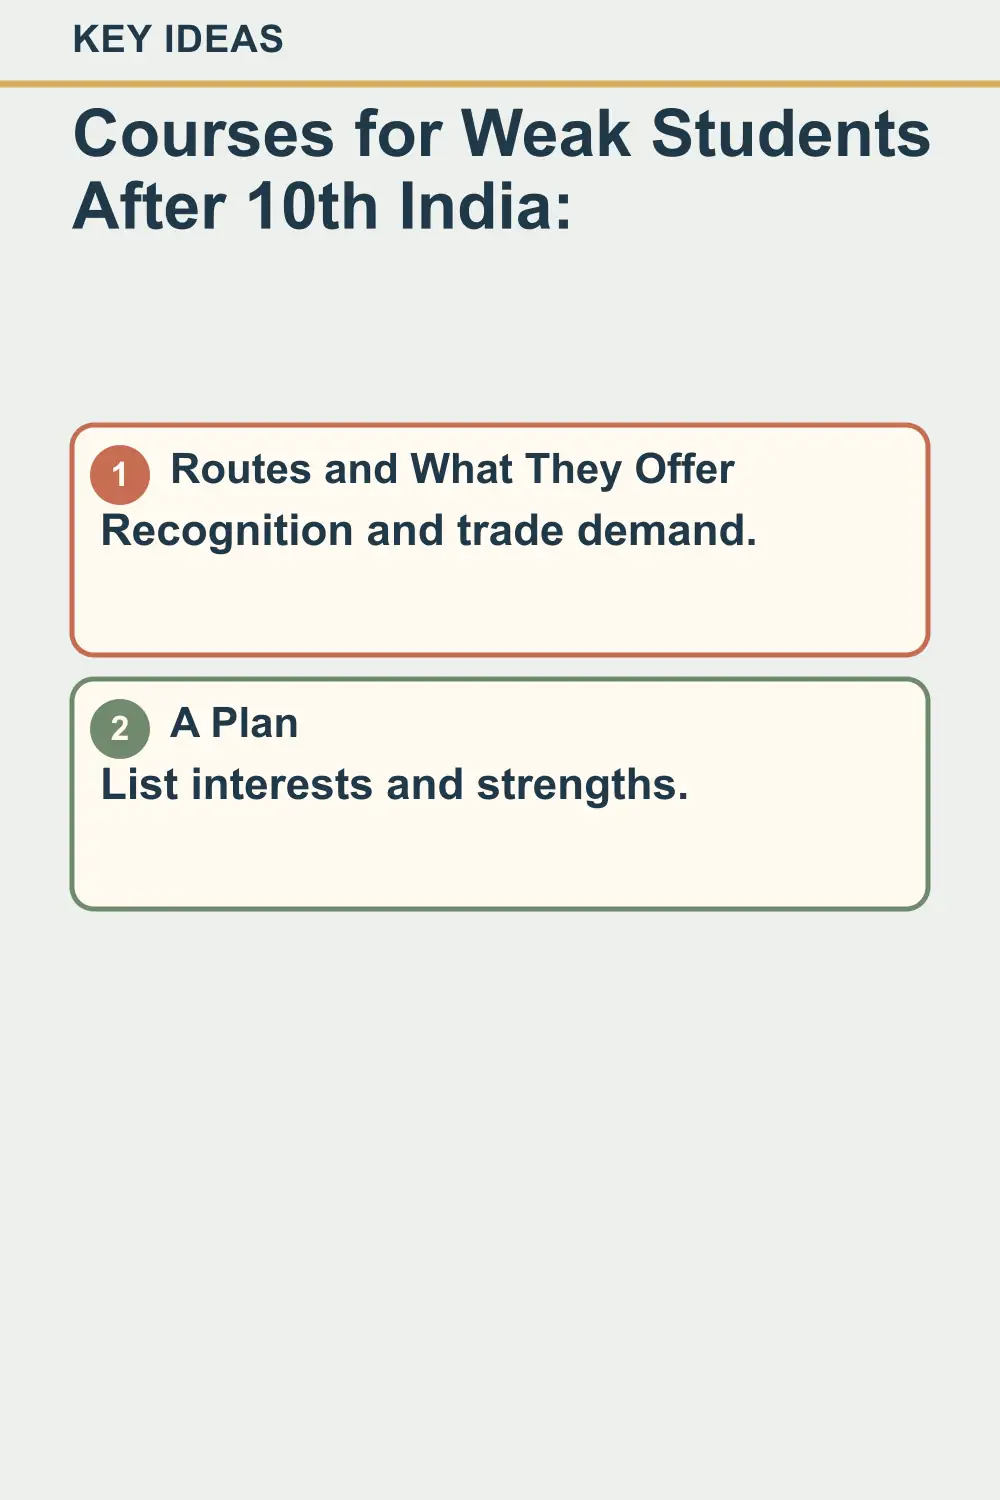 KEY IDEAS
Courses for Weak Students
After 10th India:
1 Routes and What They Offer
Recognition and trade demand.
2 A Plan
List interests and strengths.